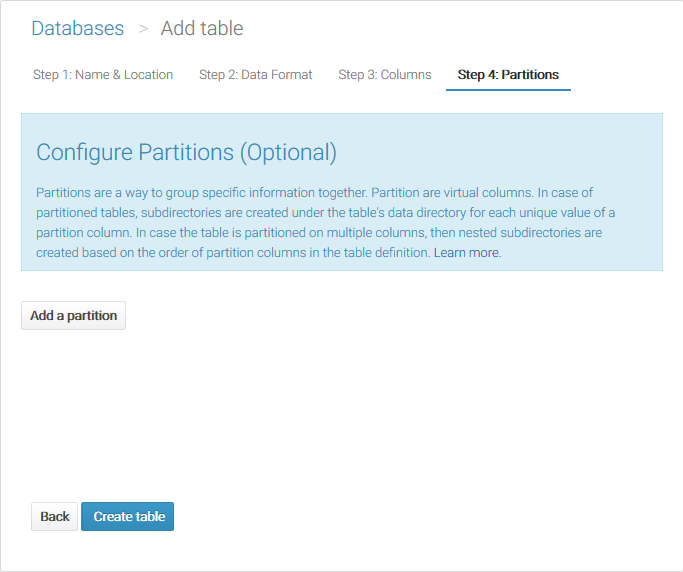 Databases > Add table
Step 1: Name & Location Step 2: Data Format Step 3: Columns Step 4: Partitions
Configure Partitions (Optional)
Partitions are a way to group specific information together. Partition are virtual columns. In case of
partitioned tables, subdirectories are created under the table's data directory for each unique value of a
partition column. In case the table is partitioned on multiple columns, then nested subdirectories are
created based on the order of partition columns in the table definition. Learn more.
Add a partition
Back Create table